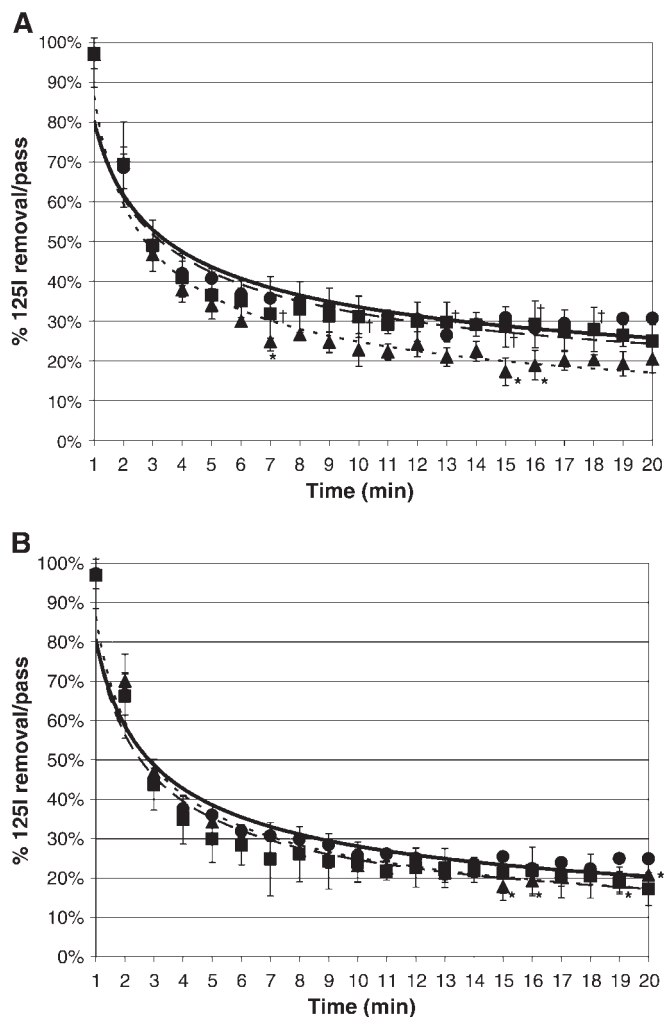 A
% 125I removal/pass
100%
90%
80%
70%
60%
50%
40%
30%
20%
10%
0%
† † † † † †
* * *
1 2 3 4 5 6 7 8 9 10 11 12 13 14 15 16 17 18 19 20
Time (min)
B
% 125I removal/pass
100%
90%
80%
70%
60%
50%
40%
30%
20%
10%
0%
* * * *
1 2 3 4 5 6 7 8 9 10 11 12 13 14 15 16 17 18 19 20
Time (min)